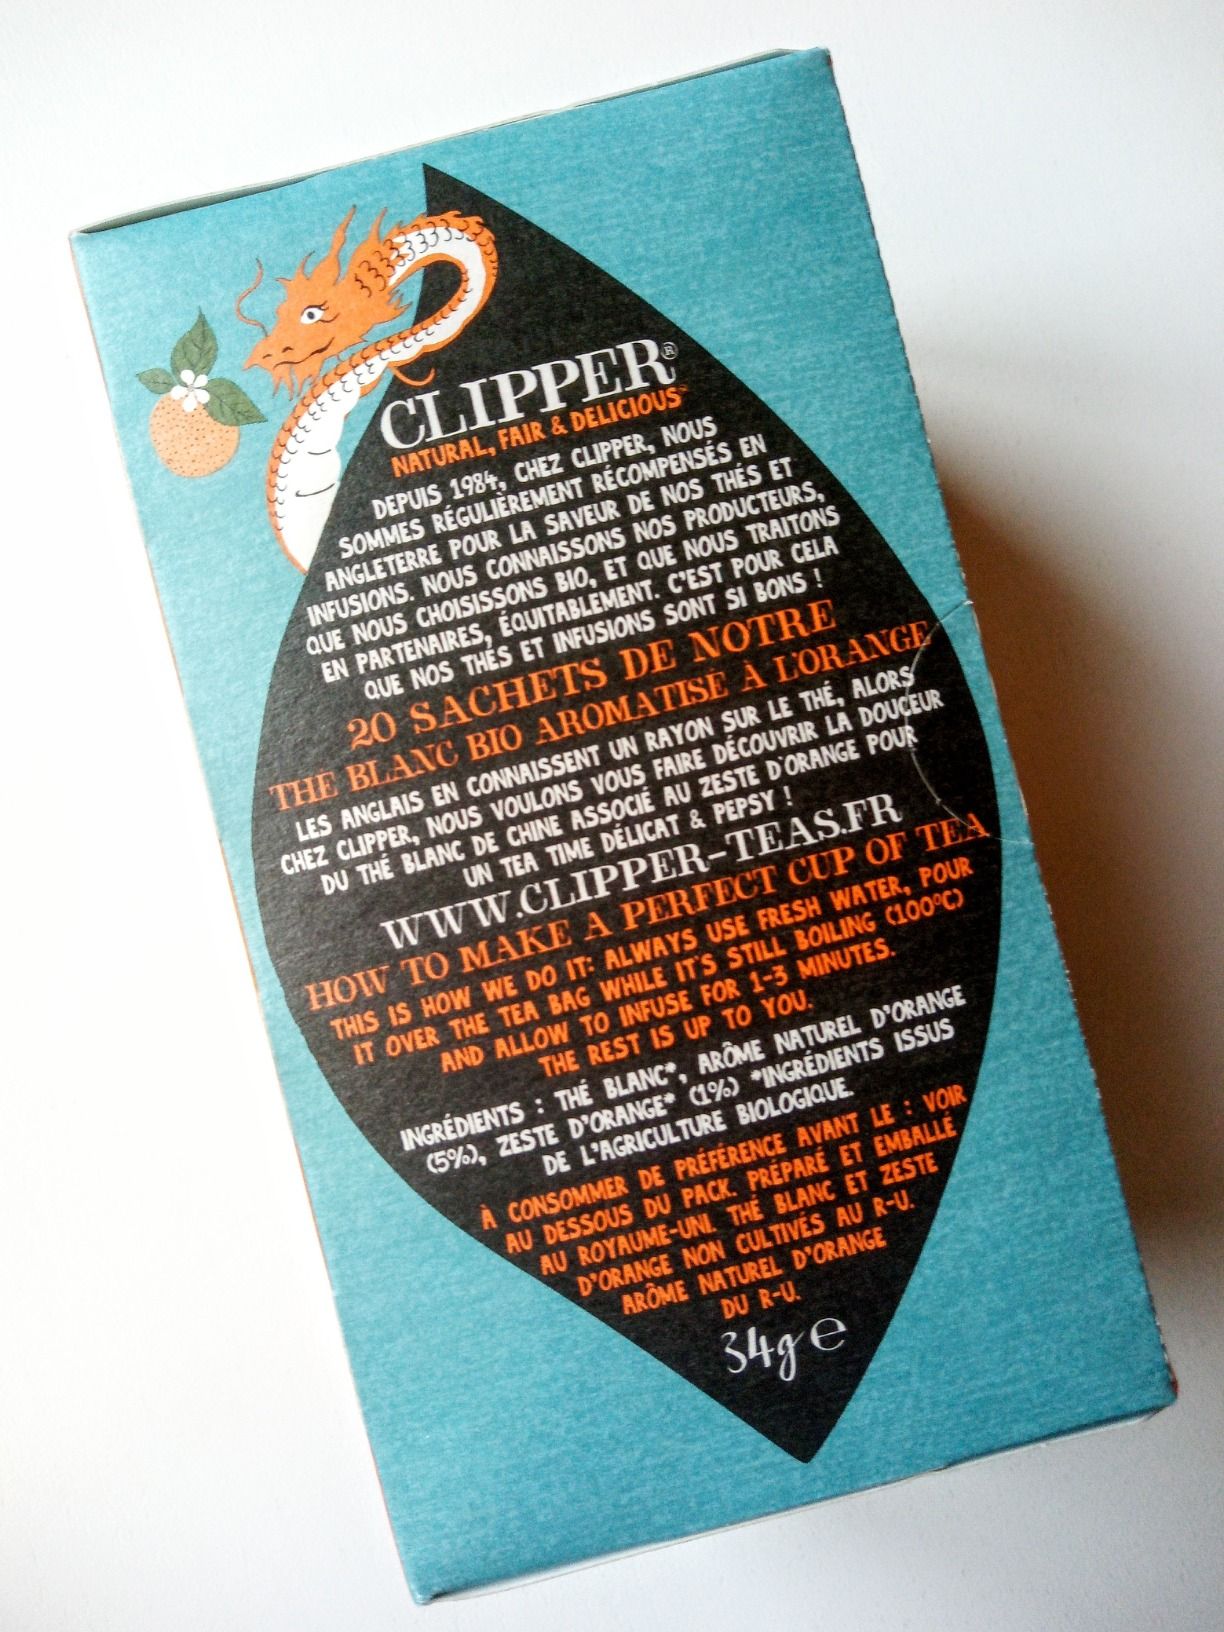 CLIPPER®
NATURAL, FAIR & DELICIOUS™
DEPUIS 1984, CHEZ CLIPPER, NOUS
SOMMES RÉGULIÈREMENT RÉCOMPENSÉS EN
ANGLETERRE POUR LA SAVEUR DE NOS THÉS ET
INFUSIONS. NOUS CONNAISSONS NOS PRODUCTEURS,
QUE NOUS CHOISISSONS BIO, ET QUE NOUS TRAITONS
EN PARTENAIRES, ÉQUITABLEMENT. C'EST POUR CELA
QUE NOS THÉS ET INFUSIONS SONT SI BONS !
20 SACHETS DE NOTRE
THÉ BLANC BIO AROMATISÉ À L'ORANGE
LES ANGLAIS EN CONNAISSENT UN RAYON SUR LE THÉ, ALORS
CHEZ CLIPPER, NOUS VOULONS VOUS FAIRE DÉCOUVRIR LA DOUCEUR
DU THÉ BLANC DE CHINE ASSOCIÉ AU ZESTE D'ORANGE POUR
UN TEA TIME DÉLICAT & PEPSY !
WWW.CLIPPER-TEAS.FR
HOW TO MAKE A PERFECT CUP OF TEA
THIS IS HOW WE DO IT: ALWAYS USE FRESH WATER, POUR
IT OVER THE TEA BAG WHILE IT'S STILL BOILING (100ºC)
AND ALLOW TO INFUSE FOR 1-3 MINUTES.
THE REST IS UP TO YOU.
INGRÉDIENTS : THÉ BLANC*, ARÔME NATUREL D'ORANGE
(5%), ZESTE D'ORANGE* (1%) *INGRÉDIENTS ISSUS
DE L'AGRICULTURE BIOLOGIQUE.
À CONSOMMER DE PRÉFÉRENCE AVANT LE : VOIR
AU DESSOUS DU PACK. PRÉPARÉ ET EMBALLÉ
AU ROYAUME-UNI. THÉ BLANC ET ZESTE
D'ORANGE NON CULTIVÉS AU R-U.
ARÔME NATUREL D'ORANGE
DU R-U.
34g ℮